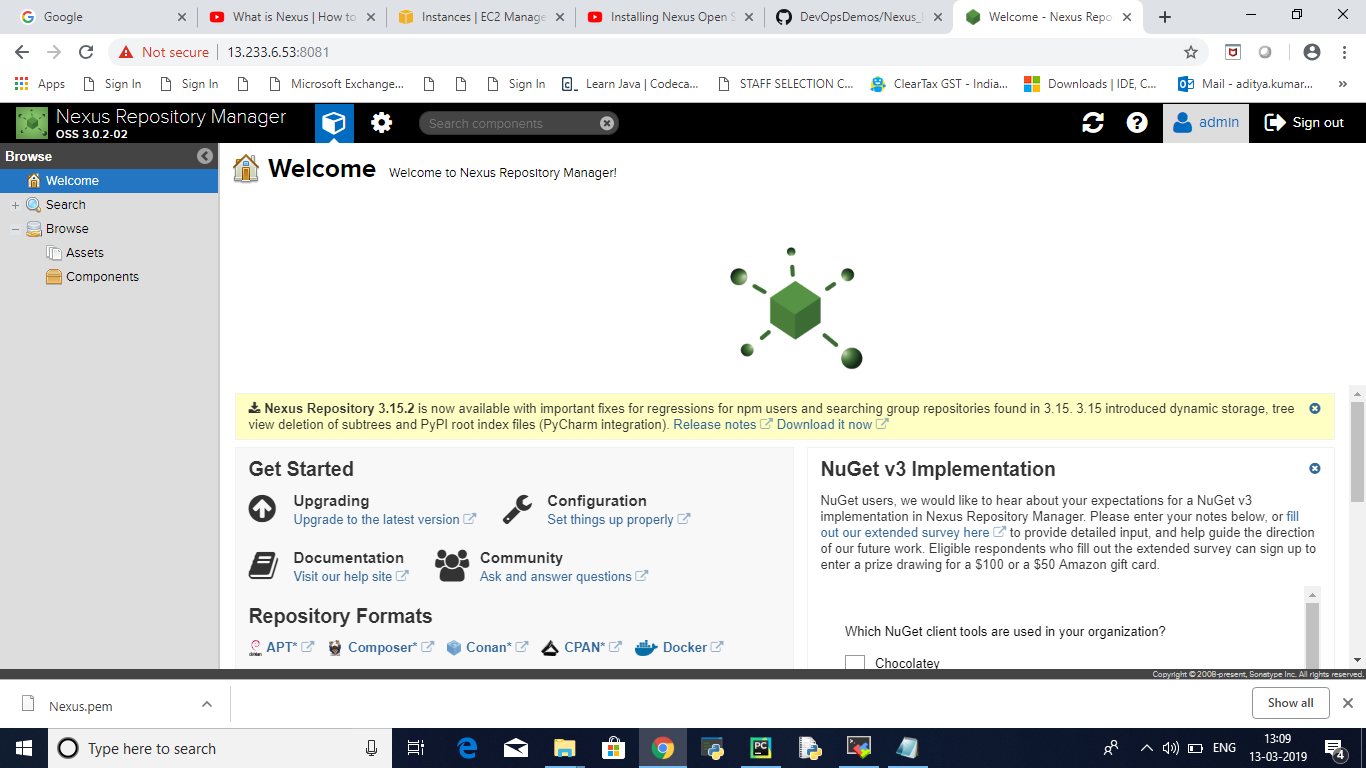 Google
What is Nexus | How to
Instances | EC2 Manage
Installing Nexus Open S
DevOpsDemos/Nexus_
Welcome - Nexus Repo
Not secure | 13.233.6.53:8081
Apps
Sign In
Sign In
Microsoft Exchange...
Sign In
Learn Java | Codeca...
STAFF SELECTION C...
ClearTax GST - India...
Downloads | IDE, C...
Mail - aditya.kumar...
Nexus Repository Manager
OSS 3.0.2-02
Search components
admin
Sign out
Browse
Welcome
Search
Browse
Assets
Components
Welcome Welcome to Nexus Repository Manager!
Nexus Repository 3.15.2 is now available with important fixes for regressions for npm users and searching group repositories found in 3.15. 3.15 introduced dynamic storage, tree
view deletion of subtrees and PyPI root index files (PyCharm integration). Release notes Download it now
Get Started
Upgrading
Upgrade to the latest version
Configuration
Set things up properly
Documentation
Visit our help site
Community
Ask and answer questions
Repository Formats
APT* Composer* Conan* CPAN* Docker
NuGet v3 Implementation
NuGet users, we would like to hear about your expectations for a NuGet v3
implementation in Nexus Repository Manager. Please enter your notes below, or fill
out our extended survey here to provide detailed input, and help guide the direction
of our future work. Eligible respondents who fill out the extended survey can sign up to
enter a prize drawing for a $100 or a $50 Amazon gift card.
Which NuGet client tools are used in your organization?
Chocolatey
Copyright © 2008-present, Sonatype Inc. All rights reserved.
Nexus.pem
Show all
Type here to search
ENG
13:09
13-03-2019
4